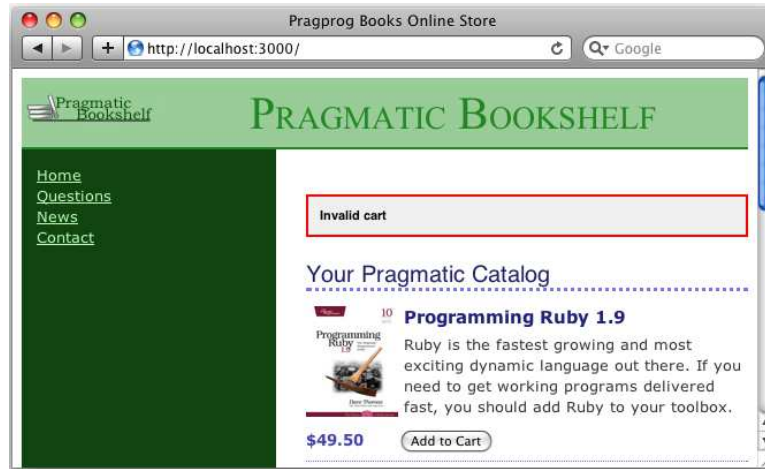 Pragprog Books Online Store
http://localhost:3000/
Google
Pragmatic
Bookshelf
PRAGMATIC BOOKSHELF
Home
Questions
News
Contact
Invalid cart
Your Pragmatic Catalog
Programming
Ruby
1.9
10
Programming Ruby 1.9
Ruby is the fastest growing and most
exciting dynamic language out there. If you
need to get working programs delivered
fast, you should add Ruby to your toolbox.
$49.50
Add to Cart